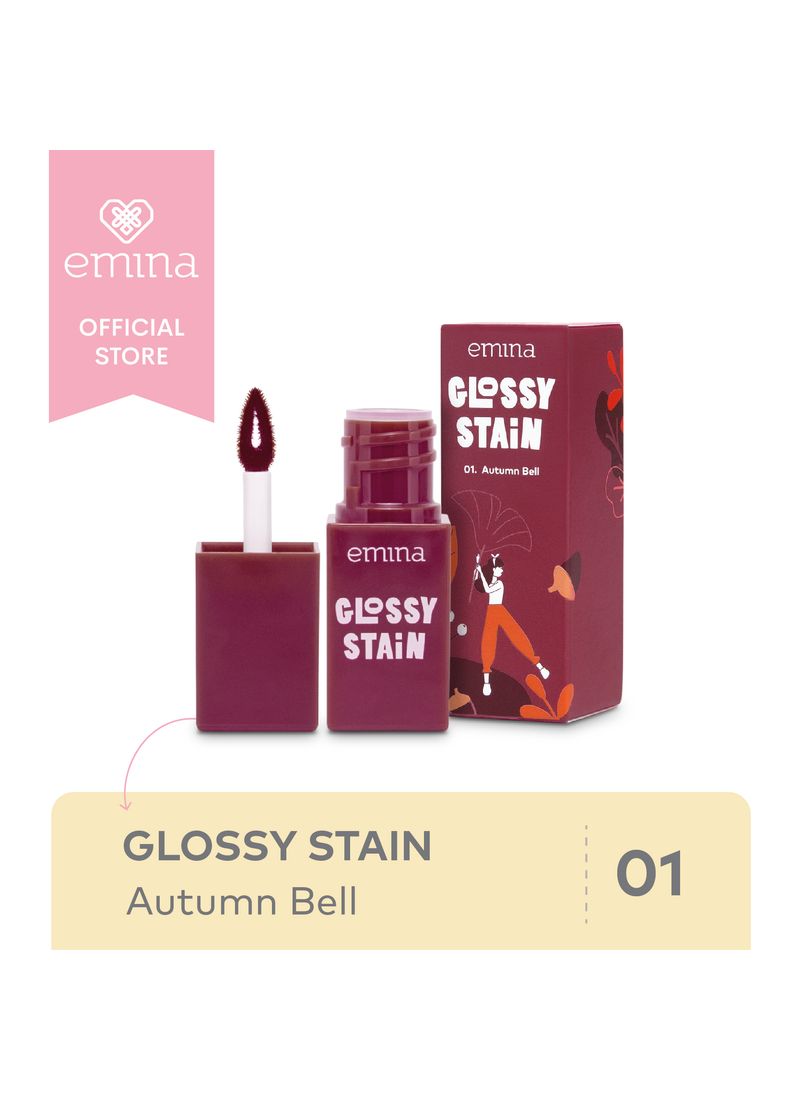 emina
OFFICIAL
STORE
emina
GLOSSY
STAiN
01. Autumn Bell
emina
GLOSSY
STAiN
GLOSSY STAIN
Autumn Bell
01